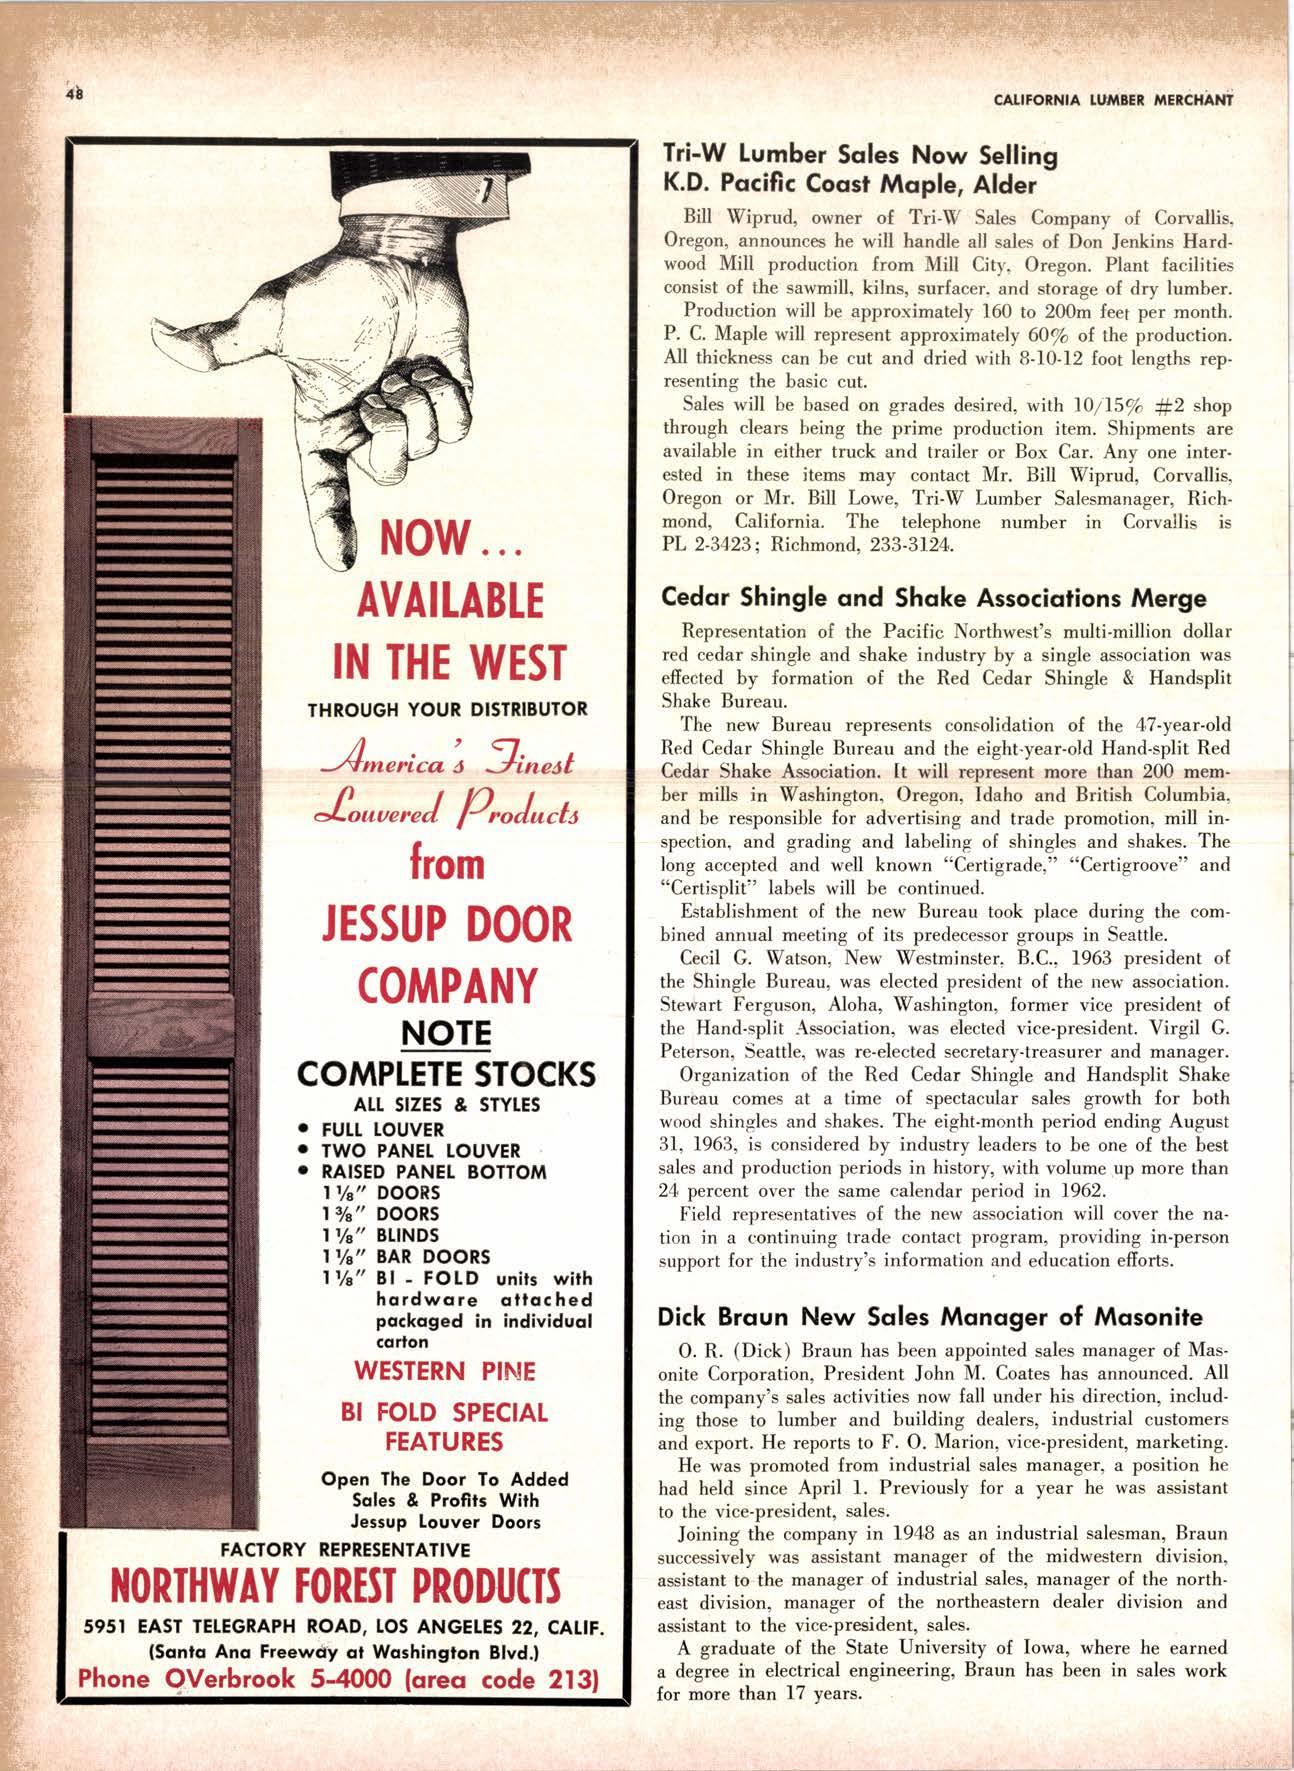 48
CALIFORNIA LUMBER MERCHANT
7
NOW...
AVAILABLE
IN THE WEST
THROUGH YOUR DISTRIBUTOR
America's Finest
Louvered Products
from
JESSUP DOOR
COMPANY
NOTE
COMPLETE STOCKS
ALL SIZES & STYLES
• FULL LOUVER
• TWO PANEL LOUVER
• RAISED PANEL BOTTOM
1 1/8" DOORS
1 3/8" DOORS
1 1/8" BLINDS
1 1/8" BAR DOORS
1 1/8" BI - FOLD units with
hardware attached
packaged in individual
carton
WESTERN PINE
BI FOLD SPECIAL
FEATURES
Open The Door To Added
Sales & Profits With
Jessup Louver Doors
FACTORY REPRESENTATIVE
NORTHWAY FOREST PRODUCTS
5951 EAST TELEGRAPH ROAD, LOS ANGELES 22, CALIF.
(Santa Ana Freeway at Washington Blvd.)
Phone OVerbrook 5-4000 (area code 213)
Tri-W Lumber Sales Now Selling
K.D. Pacific Coast Maple, Alder
Bill Wiprud, owner of Tri-W Sales Company of Corvallis,
Oregon, announces he will handle all sales of Don Jenkins Hard-
wood Mill production from Mill City, Oregon. Plant facilities
consist of the sawmill, kilns, surfacer, and storage of dry lumber.
Production will be approximately 160 to 200m feet per month.
P. C. Maple will represent approximately 60% of the production.
All thickness can be cut and dried with 8-10-12 foot lengths rep-
resenting the basic cut.
Sales will be based on grades desired, with 10/15% #2 shop
through clears being the prime production item. Shipments are
available in either truck and trailer or Box Car. Any one inter-
ested in these items may contact Mr. Bill Wiprud, Corvallis,
Oregon or Mr. Bill Lowe, Tri-W Lumber Salesmanager, Rich-
mond, California. The telephone number in Corvallis is
PL 2-3423; Richmond, 233-3124.
Cedar Shingle and Shake Associations Merge
Representation of the Pacific Northwest's multi-million dollar
red cedar shingle and shake industry by a single association was
effected by formation of the Red Cedar Shingle & Handsplit
Shake Bureau.
The new Bureau represents consolidation of the 47-year-old
Red Cedar Shingle Bureau and the eight-year-old Hand-split Red
Cedar Shake Association. It will represent more than 200 mem-
ber mills in Washington, Oregon, Idaho and British Columbia,
and be responsible for advertising and trade promotion, mill in-
spection, and grading and labeling of shingles and shakes. The
long accepted and well known "Certigrade," "Certigroove" and
"Certisplit" labels will be continued.
Establishment of the new Bureau took place during the com-
bined annual meeting of its predecessor groups in Seattle.
Cecil G. Watson, New Westminster, B.C., 1963 president of
the Shingle Bureau, was elected president of the new association.
Stewart Ferguson, Aloha, Washington, former vice president of
the Hand-split Association, was elected vice-president. Virgil G.
Peterson, Seattle, was re-elected secretary-treasurer and manager.
Organization of the Red Cedar Shingle and Handsplit Shake
Bureau comes at a time of spectacular sales growth for both
wood shingles and shakes. The eight-month period ending August
31, 1963, is considered by industry leaders to be one of the best
sales and production periods in history, with volume up more than
24 percent over the same calendar period in 1962.
Field representatives of the new association will cover the na-
tion in a continuing trade contact program, providing in-person
support for the industry's information and education efforts.
Dick Braun New Sales Manager of Masonite
O. R. (Dick) Braun has been appointed sales manager of Mas-
onite Corporation, President John M. Coates has announced. All
the company's sales activities now fall under his direction, includ-
ing those to lumber and building dealers, industrial customers
and export. He reports to F. O. Marion, vice-president, marketing.
He was promoted from industrial sales manager, a position he
had held since April 1. Previously for a year he was assistant
to the vice-president, sales.
Joining the company in 1948 as an industrial salesman, Braun
successively was assistant manager of the midwestern division,
assistant to the manager of industrial sales, manager of the north-
east division, manager of the northeastern dealer division and
assistant to the vice-president, sales.
A graduate of the State University of Iowa, where he earned
a degree in electrical engineering, Braun has been in sales work
for more than 17 years.